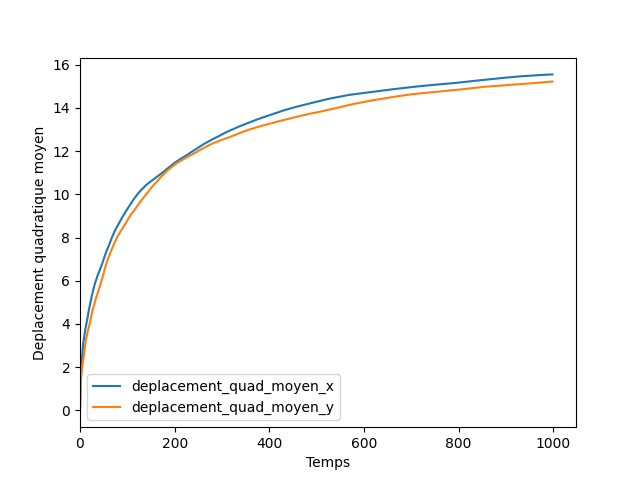 Deplacement quadratique moyen
16
14
12
10
8
6
4
2
0
deplacement_quad_moyen_x
deplacement_quad_moyen_y
0 200 400 600 800 1000
Temps